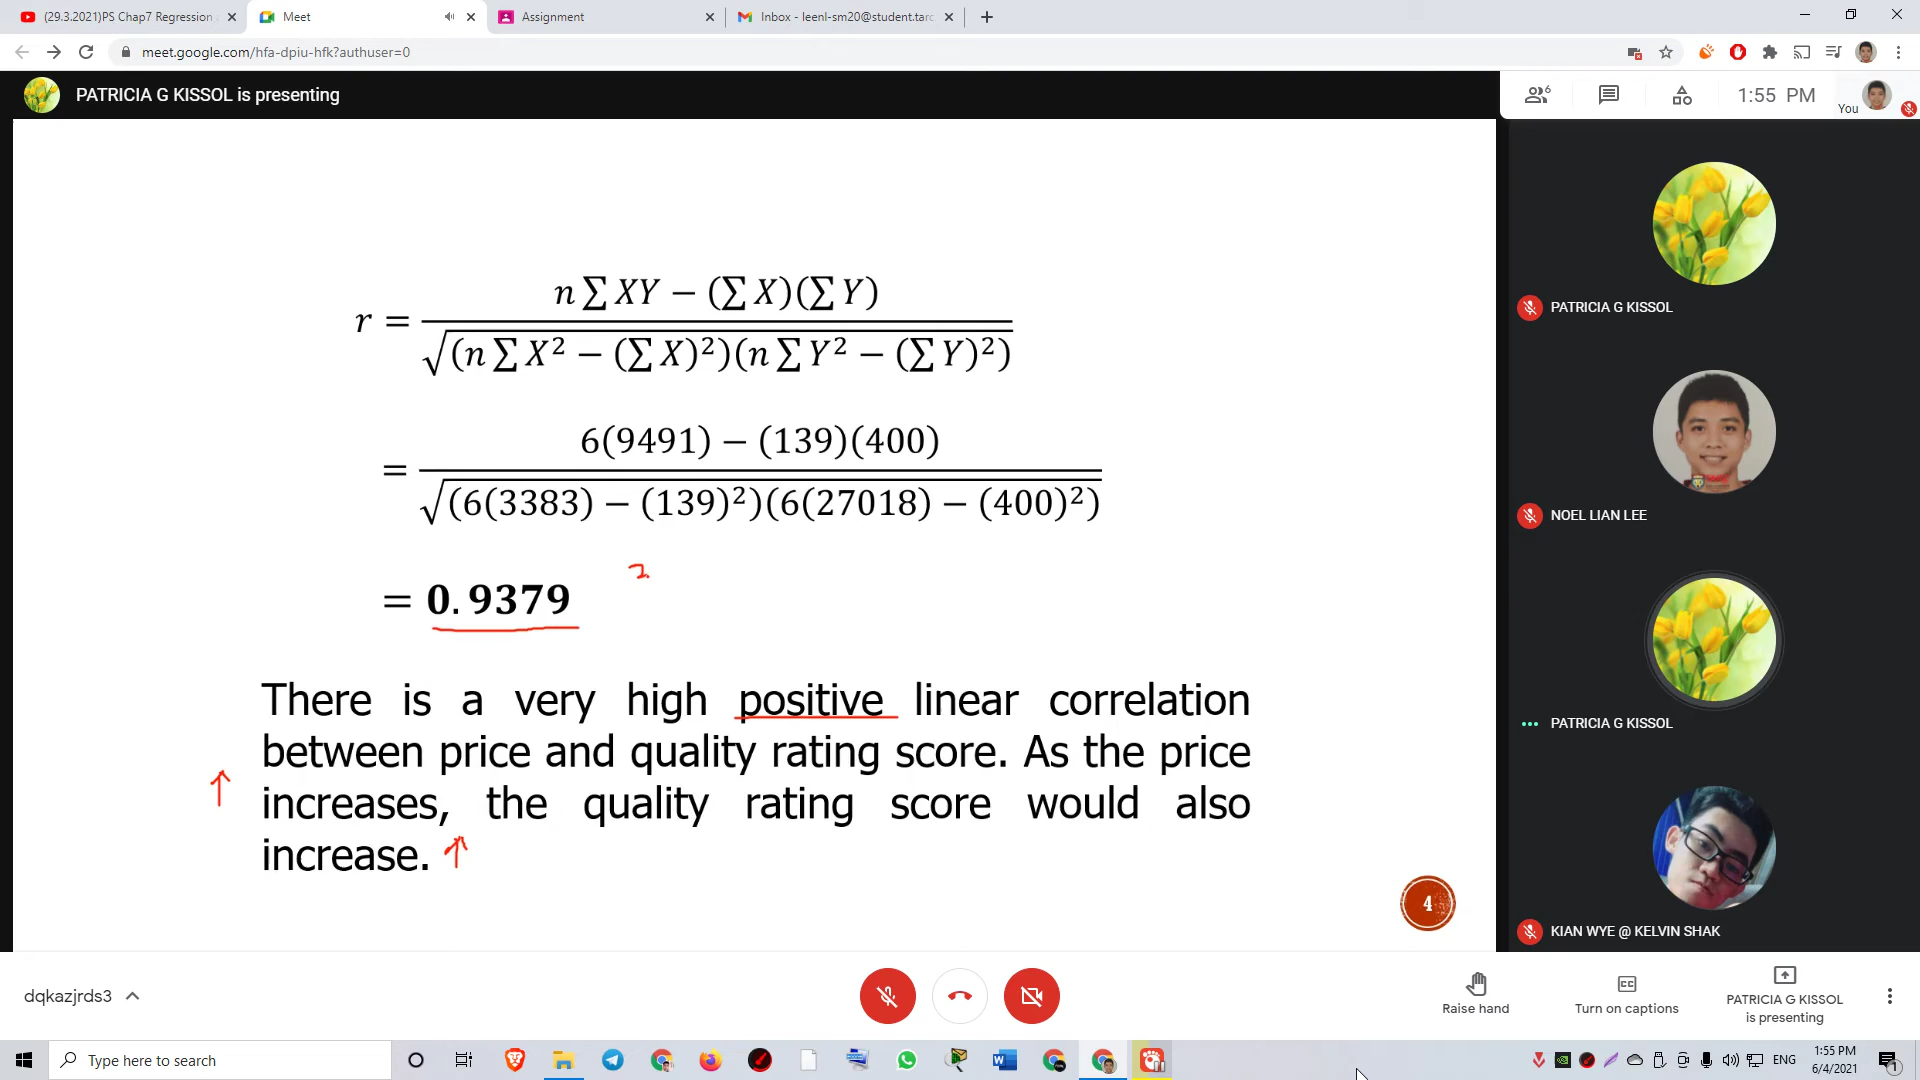 (29.3.2021)PS Chap7 Regression
Meet
Assignment
Inbox - leenl-sm20@student.tarc
meet.google.com/hfa-dpiu-hfk?authuser=0
PATRICIA G KISSOL is presenting
6
1:55 PM
You
r = n∑XY − (∑X)(∑Y) / √(n∑X² − (∑X)²)(n∑Y² − (∑Y)²)
= 6(9491) − (139)(400) / √(6(3383) − (139)²)(6(27018) − (400)²)
= 0.9379
There is a very high positive linear correlation
between price and quality rating score. As the price
increases, the quality rating score would also
increase.
4
PATRICIA G KISSOL
NOEL LIAN LEE
PATRICIA G KISSOL
KIAN WYE @ KELVIN SHAK
dqkazjrds3
Raise hand
CC
Turn on captions
PATRICIA G KISSOL
is presenting
Type here to search
ENG
1:55 PM
6/4/2021
1